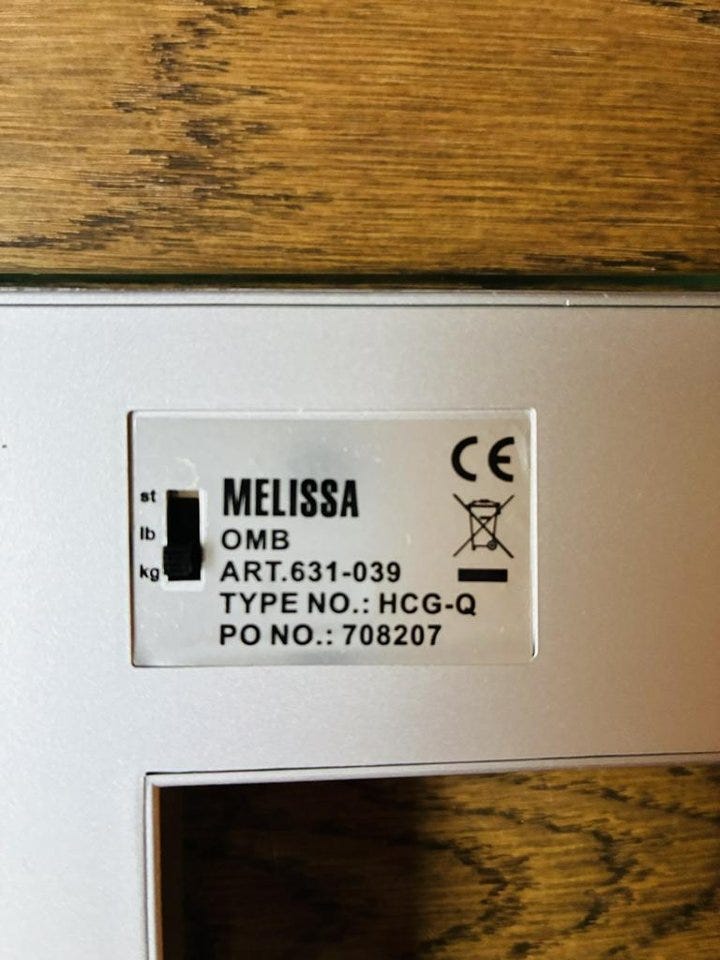 CE
st
lb
kg
MELISSA
OMB
ART.631-039
TYPE NO.: HCG-Q
PO NO.: 708207